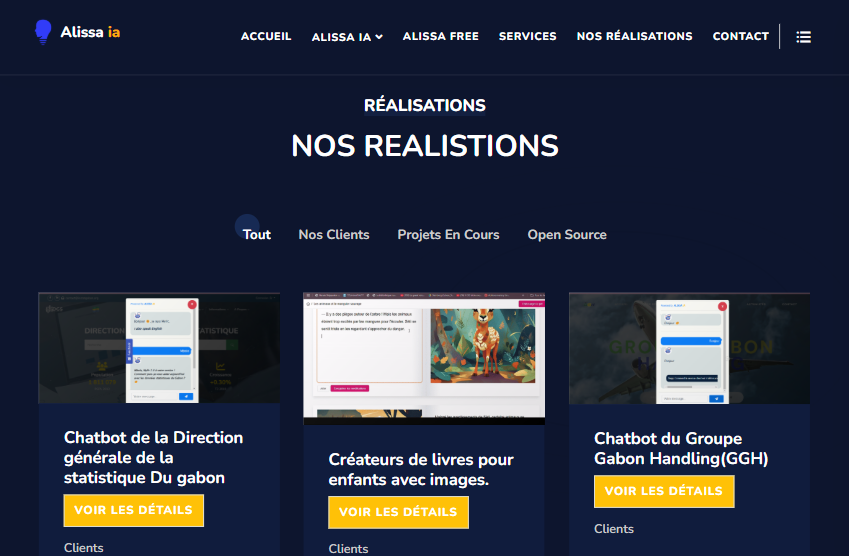 Alissa ia
ACCUEIL
ALISSA IA
ALISSA FREE
SERVICES
NOS RÉALISATIONS
CONTACT
RÉALISATIONS
NOS REALISTIONS
Tout
Nos Clients
Projets En Cours
Open Source
Chatbot de la Direction
générale de la
statistique Du gabon
VOIR LES DÉTAILS
Clients
Créateurs de livres pour
enfants avec images.
VOIR LES DÉTAILS
Clients
Chatbot du Groupe
Gabon Handling(GGH)
VOIR LES DÉTAILS
Clients